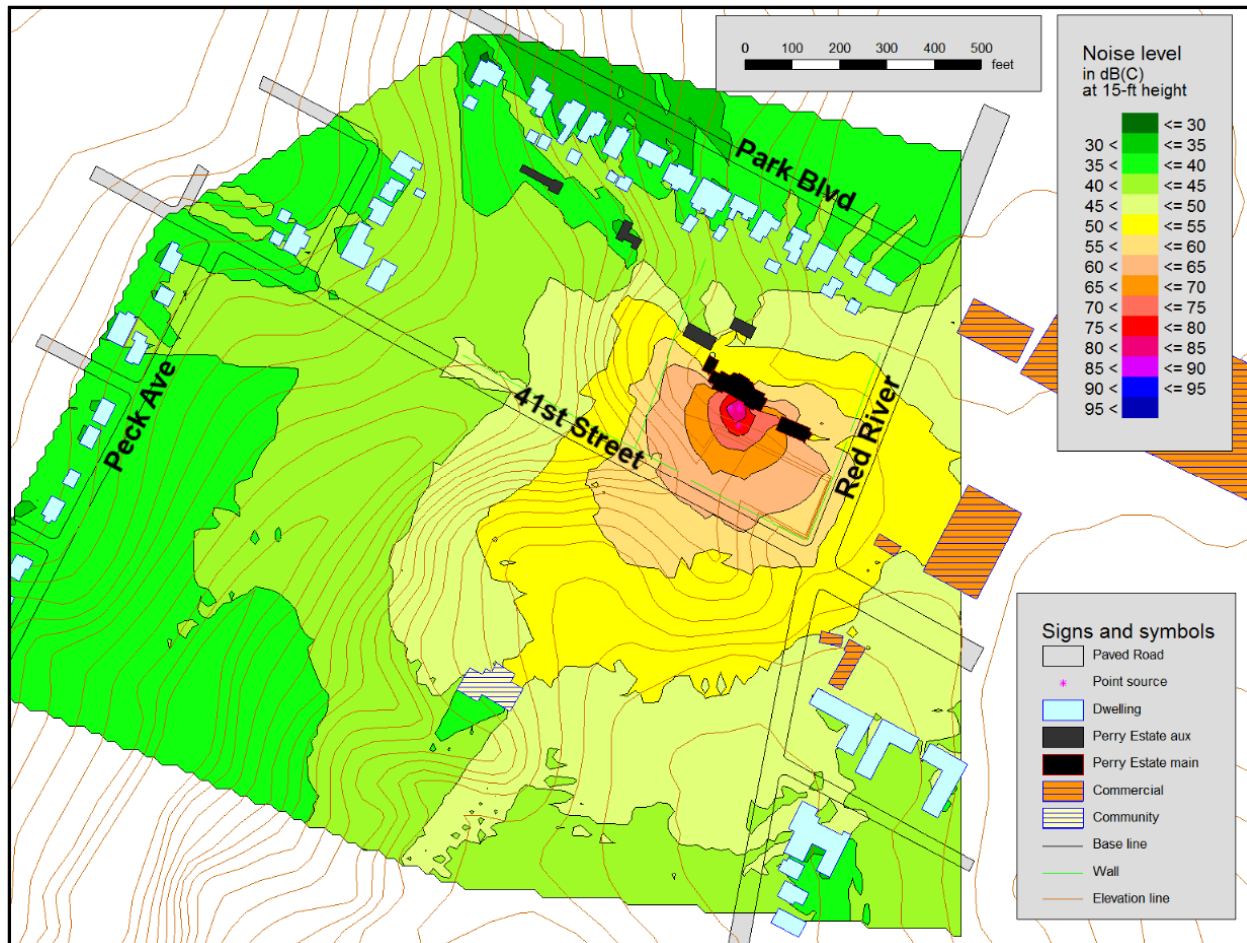 0 100 200 300 400 500
feet
Noise level
in dB(C)
at 15-ft height
<= 30
30 < <= 35
35 < <= 40
40 < <= 45
45 < <= 50
50 < <= 55
55 < <= 60
60 < <= 65
65 < <= 70
70 < <= 75
75 < <= 80
80 < <= 85
85 < <= 90
90 < <= 95
95 <
Park Blvd
Peck Ave
41st Street
Red River
Signs and symbols
Paved Road
Point source
Dwelling
Perry Estate aux
Perry Estate main
Commercial
Community
Base line
Wall
Elevation line